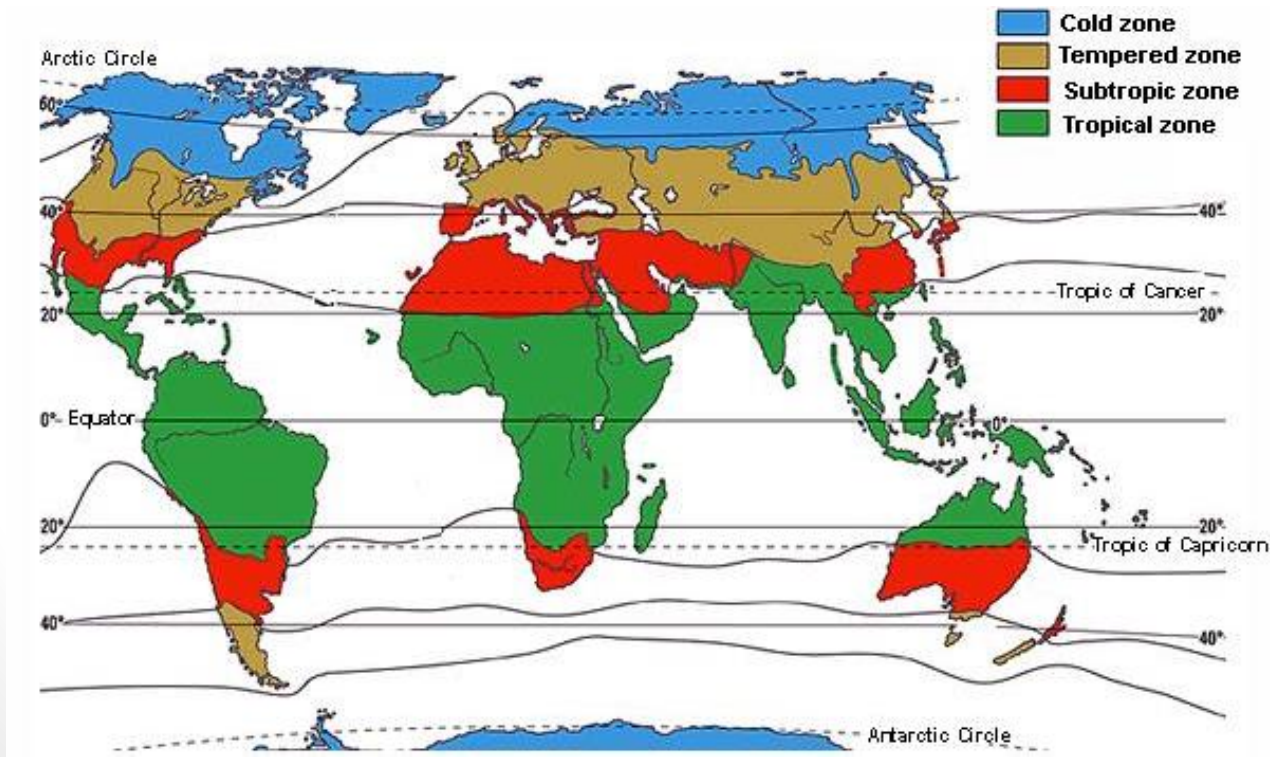 Cold zone
Tempered zone
Subtropic zone
Tropical zone
Arctic Circle
60°
40°
40°
Tropic of Cancer
20°
20°
0° Equator
0°
20°
20°
Tropic of Capricorn
40°
40°
Antarctic Circle